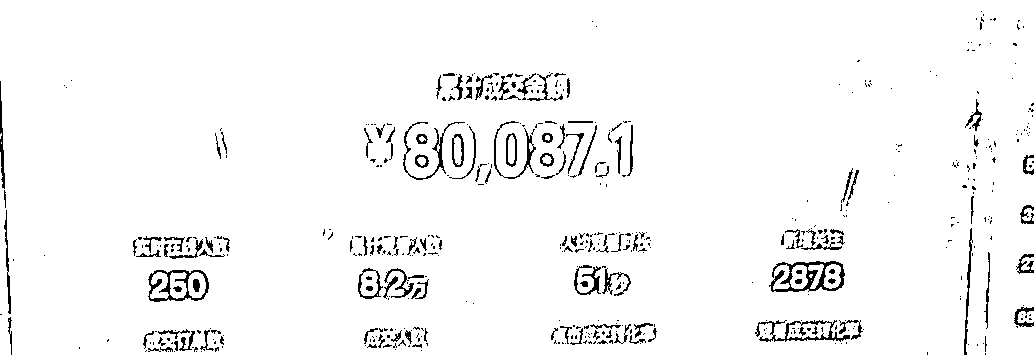 累计成交金额
¥80,087.1
实时在线人数 累计观看人数 人均观看时长 新增关注
250 8.2万 51秒 2878
成交订单数 成交人数 点击成交转化率 观看成交转化率